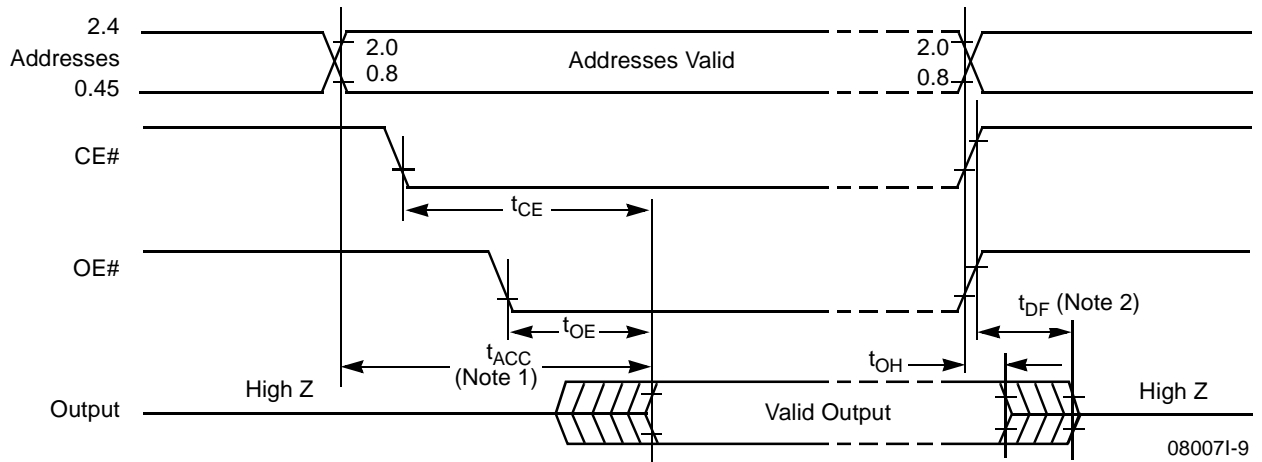 2.4
Addresses
0.45
2.0
0.8
Addresses Valid
2.0
0.8
CE#
tCE
OE#
tOE
tDF (Note 2)
tACC
(Note 1)
tOH
Output
High Z
Valid Output
High Z
08007I-9